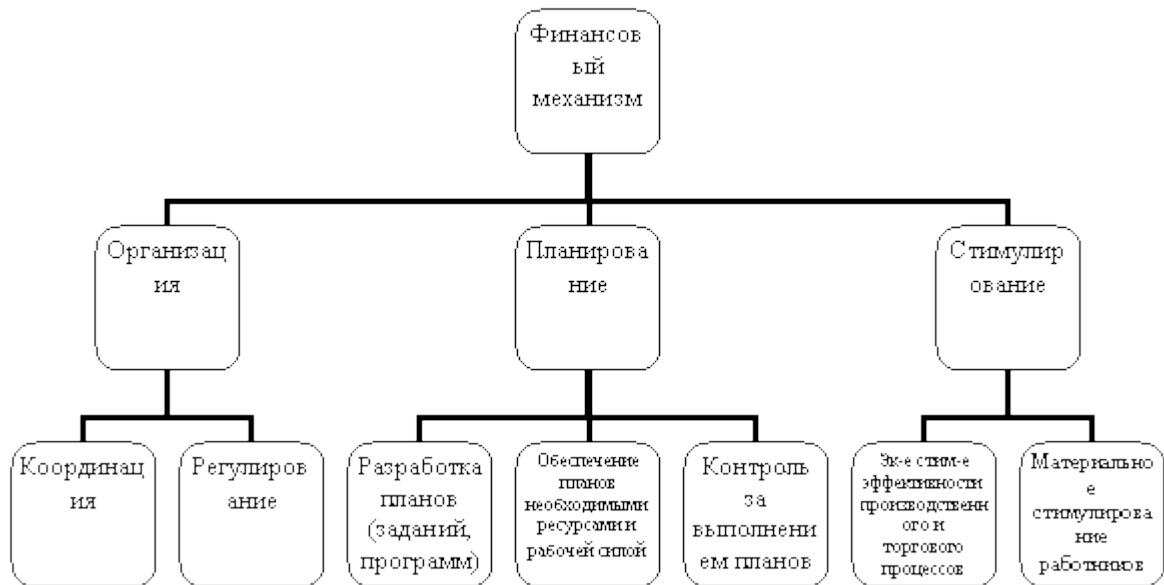 Финансов
ый
механизм
Организац
ия
Планирова
ние
Стимулир
ование
Координац
ия
Регулиров
ание
Разработка
планов
(заданий,
программ)
Обеспечение
планов
необходимыми
ресурсами и
рабочей силой
Контроль
за
выполнени
ем планов
Эк-е стим-е
эффективности
производственн
ого и
торгового
процессов
Материально
е
стимулирова
ние
работников